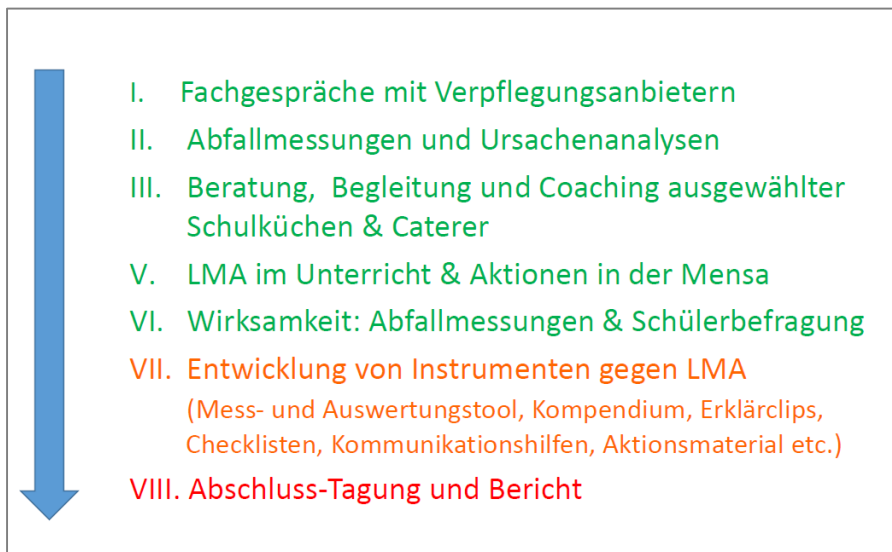 I. Fachgespräche mit Verpflegungsanbietern
II. Abfallmessungen und Ursachenanalysen
III. Beratung, Begleitung und Coaching ausgewählter
Schulküchen & Caterer
V. LMA im Unterricht & Aktionen in der Mensa
VI. Wirksamkeit: Abfallmessungen & Schülerbefragung
VII. Entwicklung von Instrumenten gegen LMA
(Mess- und Auswertungstool, Kompendium, Erklärclips,
Checklisten, Kommunikationshilfen, Aktionsmaterial etc.)
VIII. Abschluss-Tagung und Bericht